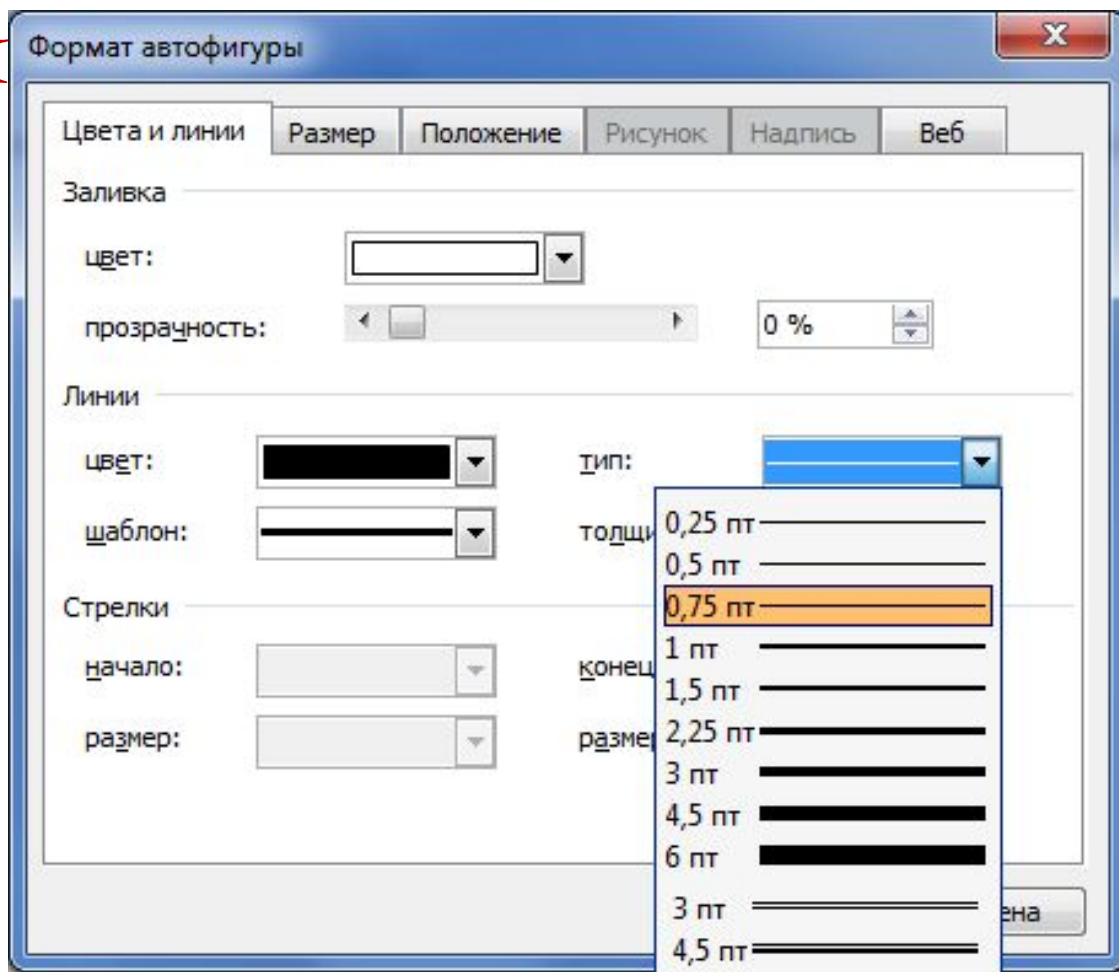 Формат автофигуры
Цвета и линии Размер Положение Рисунок Надпись Веб
Заливка
цвет:
прозрачность: 0 %
Линии
цвет: тип:
шаблон: толщи
0,25 пт
0,5 пт
Стрелки 0,75 пт
1 пт
начало: конец
1,5 пт
размер: разме 2,25 пт
3 пт
4,5 пт
6 пт
3 пт
ена
4,5 пт